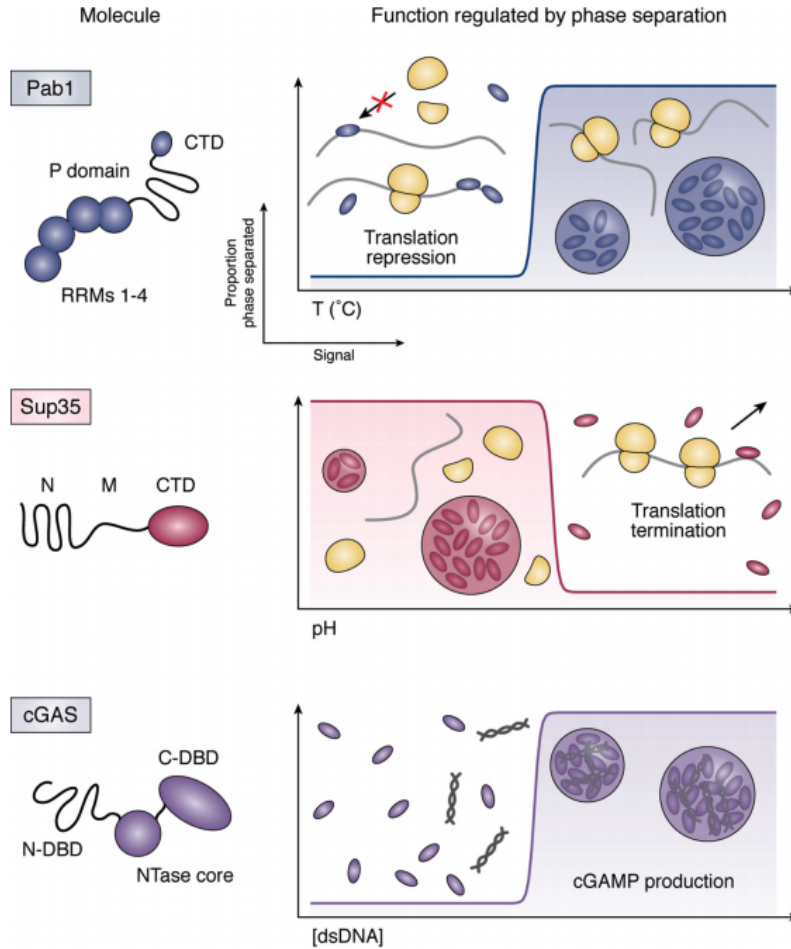 Molecule
Function regulated by phase separation
Pab1
CTD
P domain
RRMs 1-4
Translation
repression
Proportion
phase separated
T (˚C)
Signal
Sup35
N
M
CTD
Translation
termination
pH
cGAS
C-DBD
N-DBD
NTase core
cGAMP production
[dsDNA]